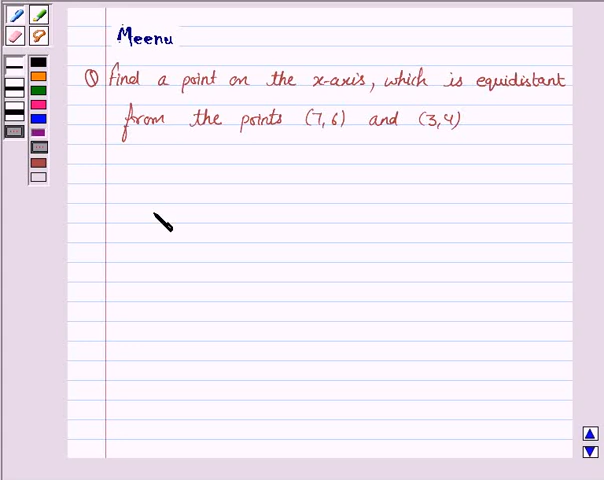 Meenu
① Find a point on the x-axis, which is equidistant
from the points (7,6) and (3,4)